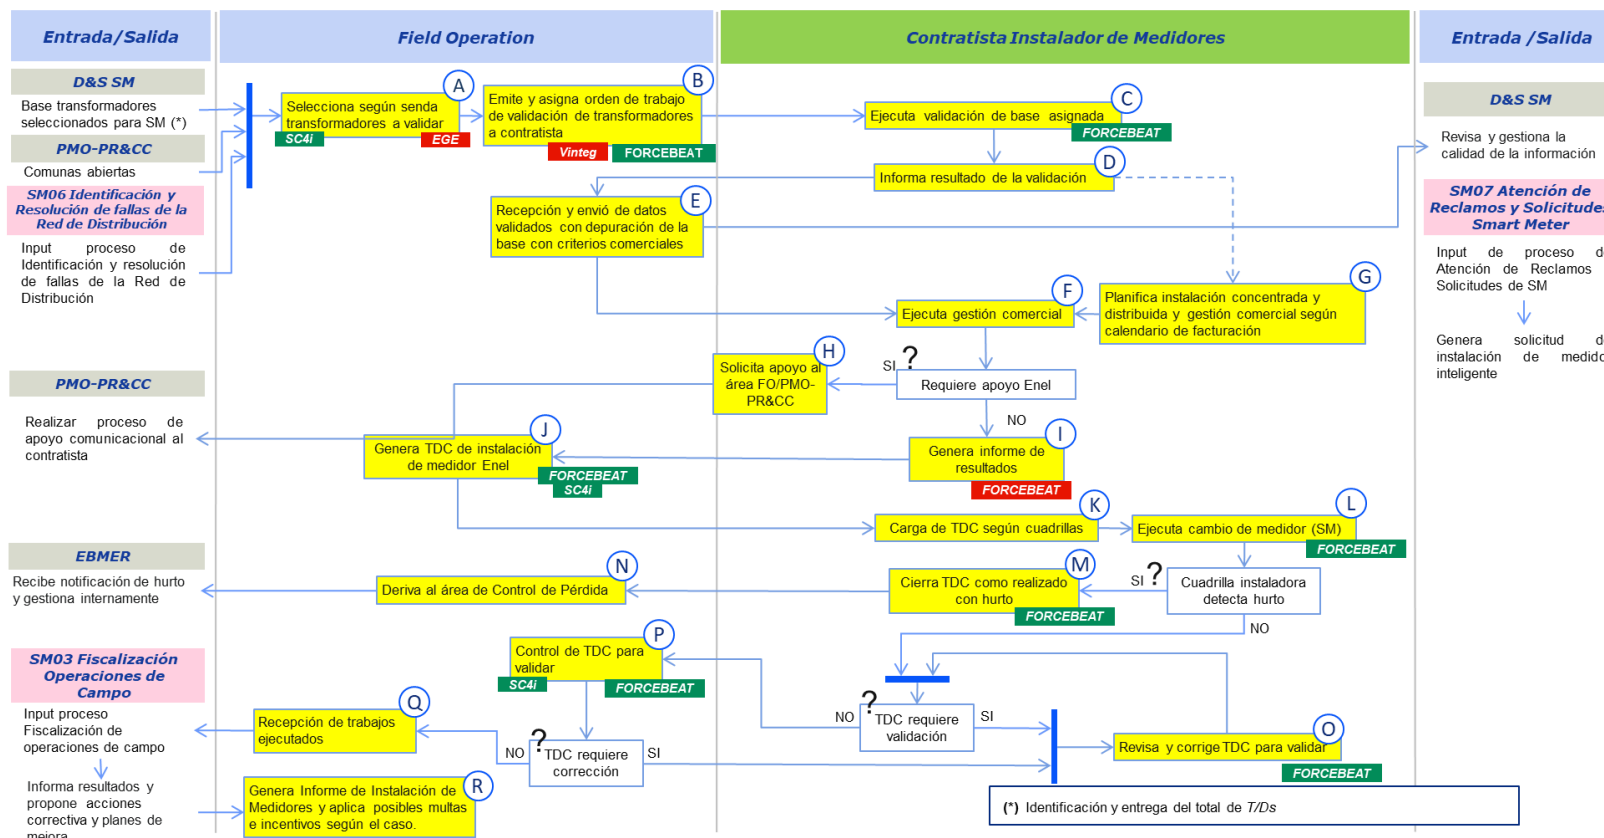 Entrada/Salida
Field Operation
Contratista Instalador de Medidores
Entrada /Salida
D&S SM
Base transformadores
seleccionados para SM (*)
PMO-PR&CC
Comunas abiertas
SM06 Identificación y
Resolución de fallas de la
Red de Distribución
Input proceso de
Identificación y resolución
de fallas de la Red de
Distribución
PMO-PR&CC
Realizar proceso de
apoyo comunicacional al
contratista
EBMER
Recibe notificación de hurto
y gestiona internamente
SM03 Fiscalización
Operaciones de
Campo
Input proceso
Fiscalización de
operaciones de campo
Informa resultados y
propone acciones
correctiva y planes de
mejora
A
Selecciona según senda
transformadores a validar
SC4i
EGE
B
Emite y asigna orden de trabajo
de validación de transformadores
a contratista
Vinteg
FORCEBEAT
C
Ejecuta validación de base asignada
FORCEBEAT
D
Informa resultado de la validación
E
Recepción y envió de datos
validados con depuración de la
base con criterios comerciales
F
Ejecuta gestión comercial
G
Planifica instalación concentrada y
distribuida y gestión comercial según
calendario de facturación
H
Solicita apoyo al
área FO/PMO-
PR&CC
SI
?
Requiere apoyo Enel
NO
I
Genera informe de
resultados
FORCEBEAT
J
Genera TDC de instalación
de medidor Enel
FORCEBEAT
SC4i
K
Carga de TDC según cuadrillas
L
Ejecuta cambio de medidor (SM)
FORCEBEAT
SI
?
Cuadrilla instaladora
detecta hurto
NO
M
Cierra TDC como realizado
con hurto
FORCEBEAT
N
Deriva al área de Control de Pérdida
P
Control de TDC para
validar
SC4i
FORCEBEAT
NO
?
TDC requiere
validación
SI
O
Revisa y corrige TDC para validar
FORCEBEAT
Q
Recepción de trabajos
ejecutados
NO
?
TDC requiere
corrección
SI
R
Genera Informe de Instalación de
Medidores y aplica posibles multas
e incentivos según el caso.
(*) Identificación y entrega del total de T/Ds
D&S SM
Revisa y gestiona la
calidad de la información
SM07 Atención de
Reclamos y Solicitudes
Smart Meter
Input de proceso de
Atención de Reclamos
Solicitudes de SM
Genera solicitud de
instalación de medido
inteligente